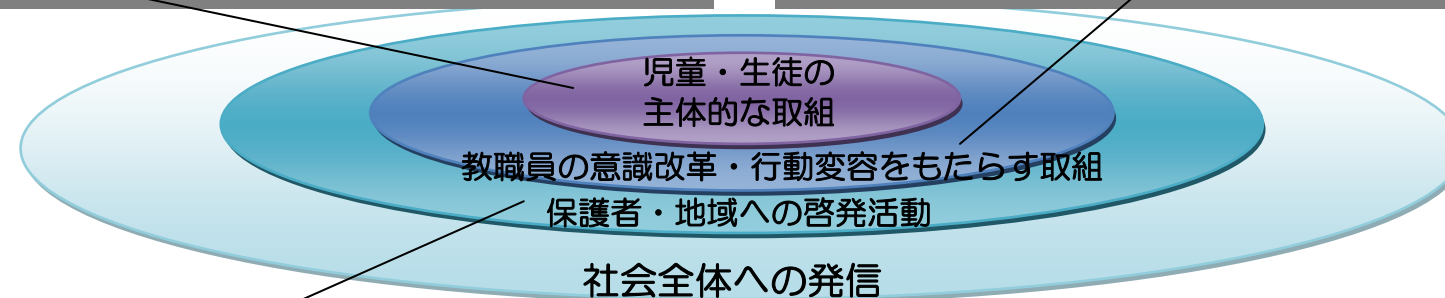 児童・生徒の
主体的な取組
教職員の意識改革・行動変容をもたらす取組
保護者・地域への啓発活動
社会全体への発信